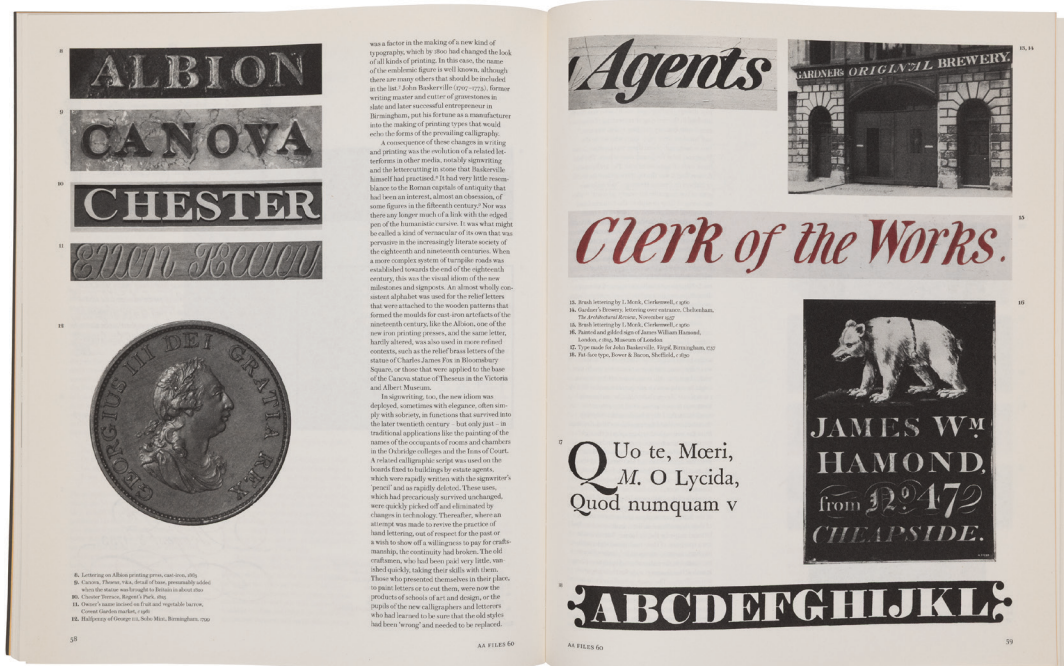 8
ALBION
9
CANOVA
10
CHESTER
11
12
GEORGIUS III DEI GRATIA REX
8. Lettering on Albion printing press, cast-iron,
9. Canova, Theseus, detail of base, presumably added
when the statue was brought to Britain in about
10. Chester Terrace, Regent's Park,
11. Owner's name incised on fruit and vegetable barrow,
Covent Garden market,
12. Halfpenny of George III, Soho Mint, Birmingham, 1799
58
was a factor in the making of a new kind of
typography, which by 1800 had changed the look
of all kinds of printing. In this case, the name
of the emblematic figure is well known, although
there are many others that should be included
in the list. John Baskerville (1707–1775), former
writing master and cutter of gravestones in
slate and later successful entrepreneur in
Birmingham, put his fortune as a manufacturer
into the making of printing types that would
echo the forms of the prevailing calligraphy.
A consequence of these changes in writing
and printing was the evolution of a related let-
terforms in other media, notably signwriting
and the lettercutting in stone that Baskerville
himself had practised. It had very little resem-
blance to the Roman capitals of antiquity that
had been an interest, almost an obsession, of
some figures in the fifteenth century. Nor was
there any longer much of a link with the edged
pen of the humanistic cursive. It was what might
be called a kind of vernacular of its own that was
pervasive in the increasingly literate society of
the eighteenth and nineteenth centuries. When
a more complex system of turnpike roads was
established towards the end of the eighteenth
century, this was the visual idiom of the new
milestones and signposts. An almost wholly con-
sistent alphabet was used for the relief letters
that were attached to the wooden patterns that
formed the moulds for cast-iron artefacts of the
nineteenth century, like the Albion, one of the
new iron printing presses, and the same letter,
hardly altered, was also used in more refined
contexts, such as the relief brass letters of the
statue of Charles James Fox in Bloomsbury
Square, or those that were applied to the base
of the Canova statue of Theseus in the Victoria
and Albert Museum.
In signwriting, too, the new idiom was
deployed, sometimes with elegance, often sim-
ply with sobriety, in functions that survived into
the later twentieth century – but only just – in
traditional applications like the painting of the
names of the occupants of rooms and chambers
in the Oxbridge colleges and the Inns of Court.
A related calligraphic script was used on the
boards fixed to buildings by estate agents,
which were rapidly written with the signwriter's
'pencil' and as rapidly deleted. These uses,
which had precariously survived unchanged,
were quickly picked off and eliminated by
changes in technology. Thereafter, where an
attempt was made to revive the practice of
hand lettering, out of respect for the past or
a wish to show off a willingness to pay for crafts-
manship, the continuity had broken. The old
craftsmen, who had been paid very little, van-
ished quickly, taking their skills with them.
Those who presented themselves in their place,
to paint letters or to cut them, were now the
products of schools of art and design, or the
pupils of the new calligraphers and letterers
who had learned to be sure that the old styles
had been 'wrong' and needed to be replaced.
AA FILES 60
Agents
13, 14
GARDNER'S ORIGINAL BREWERY.
15
Clerk of the Works.
13. Brush lettering by L Monk, Clerkenwell, c 1960
14. Gardner's Brewery, lettering over entrance, Cheltenham,
The Architectural Review, November 1957
15. Brush lettering by L Monk, Clerkenwell, c 1960
16. Painted and gilded sign of James William Hamond,
London, Museum of London
17. Type made for John Baskerville. Virgil, Birmingham, 1757
18. Fat face type, Bower & Bacon, Sheffield,
16
JAMES WM
HAMOND,
from No. 47
CHEAPSIDE.
17
QUo te, Mœri,
M. O Lycida,
Quod numquam v
18
ABCDEFGHIJKL
AA FILES 60
59